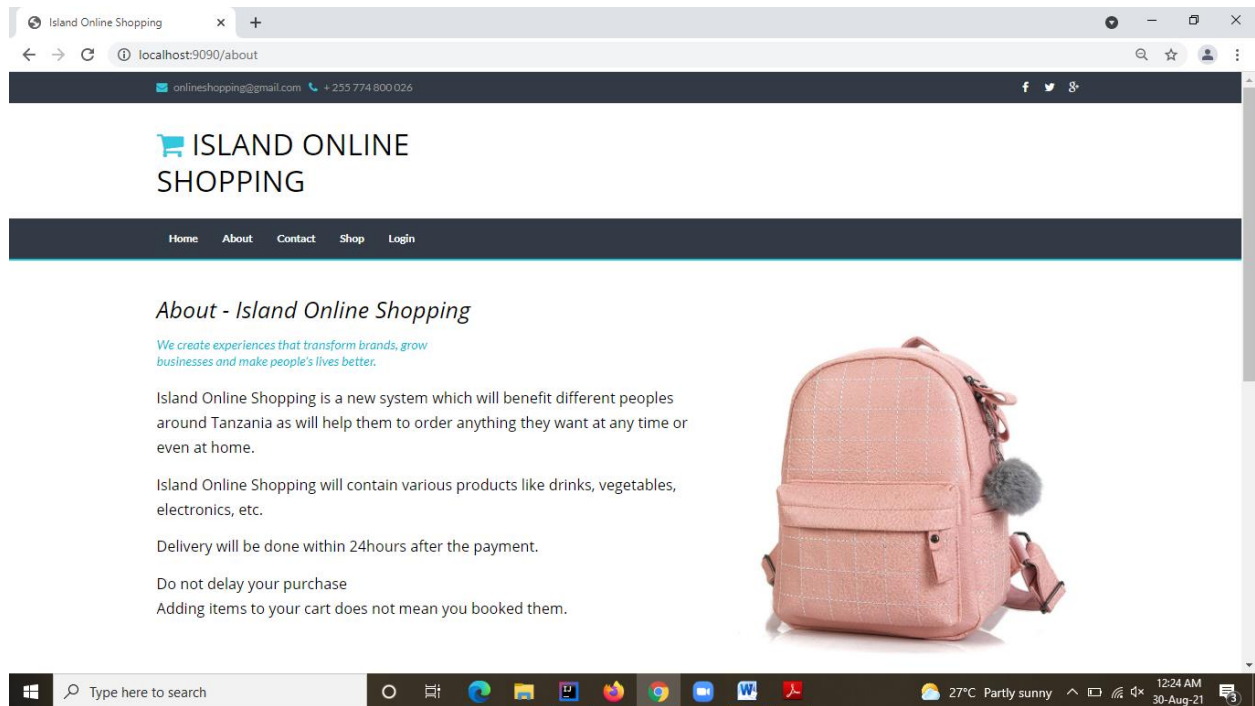 Island Online Shopping
localhost:9090/about
onlineshopping@gmail.com + 255 774 800 026
ISLAND ONLINE
SHOPPING
Home About Contact Shop Login
About - Island Online Shopping
We create experiences that transform brands, grow
businesses and make people's lives better.
Island Online Shopping is a new system which will benefit different peoples
around Tanzania as will help them to order anything they want at any time or
even at home.
Island Online Shopping will contain various products like drinks, vegetables,
electronics, etc.
Delivery will be done within 24hours after the payment.
Do not delay your purchase
Adding items to your cart does not mean you booked them.
Type here to search
27°C Partly sunny
12:24 AM
30-Aug-21
3